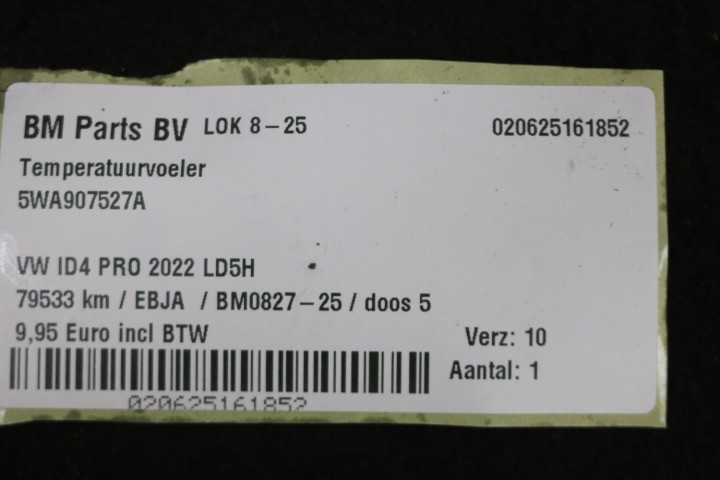 BM Parts BV LOK 8-25 020625161852
Temperatuurvoeler
5WA907527A
VW ID4 PRO 2022 LD5H
79533 km / EBJA / BM0827-25 / doos 5
9,95 Euro incl BTW Verz: 10
Aantal: 1
020625161852